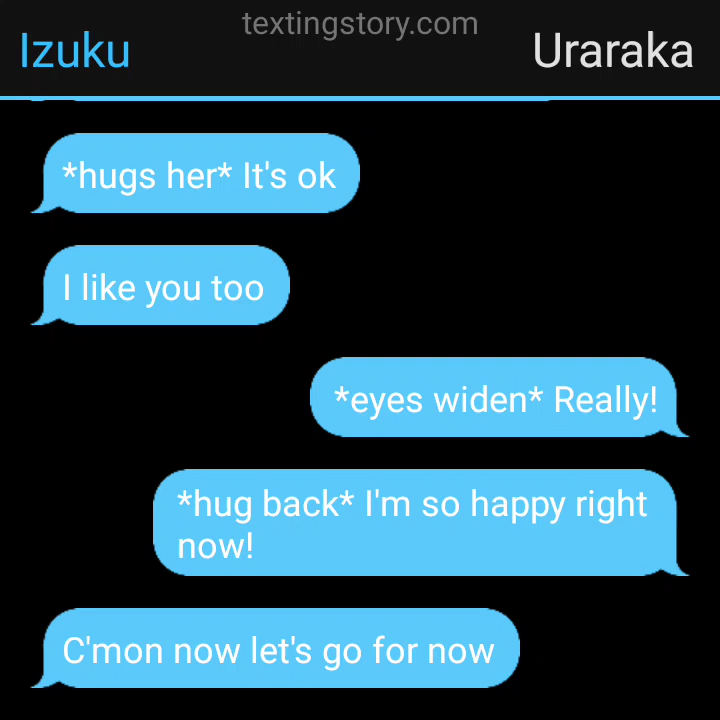 textingstory.com
Izuku
Uraraka
*hugs her* It's ok
I like you too
*eyes widen* Really!
*hug back* I'm so happy right
now!
C'mon now let's go for now